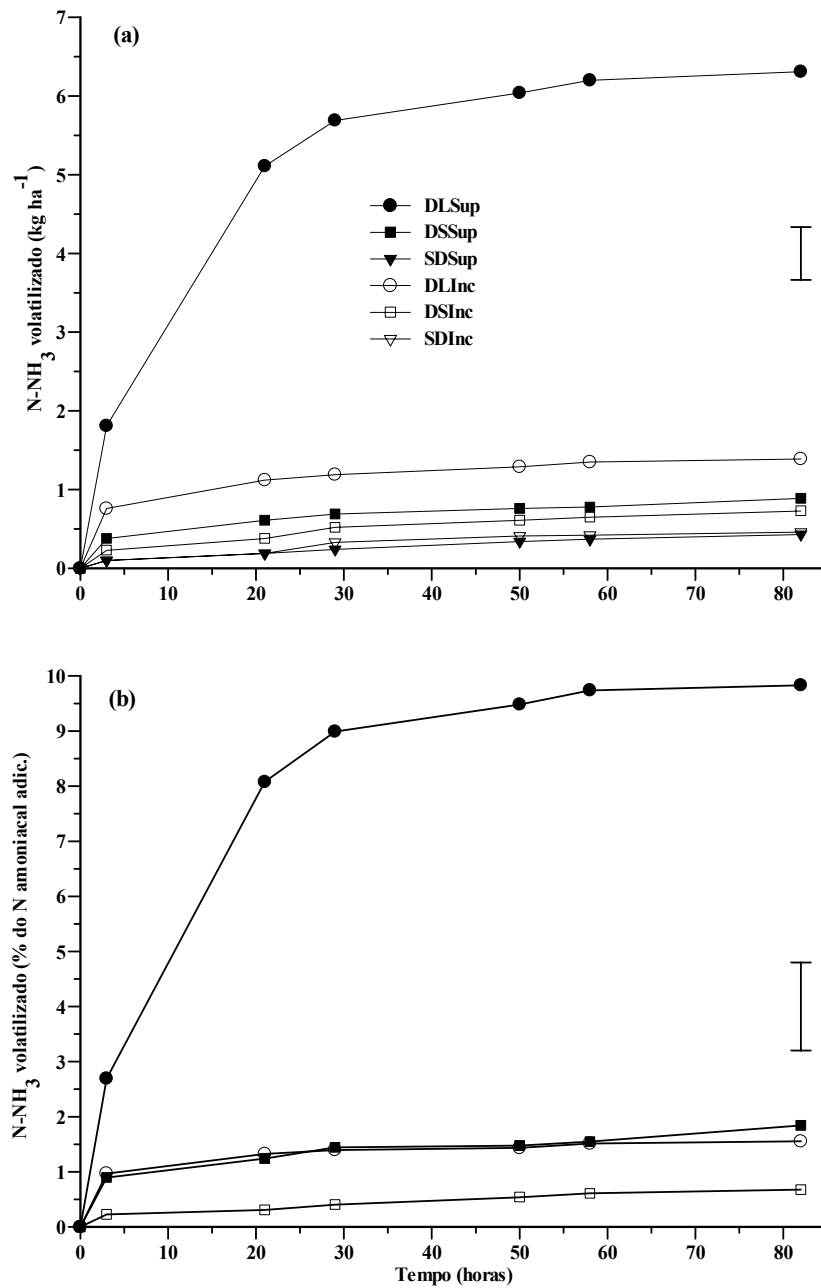 (a)
7
6
5
4
3
2
1
0
N-NH3 volatilizado (kg ha-1)
DLSup
DSSup
SDSup
DLInc
DSInc
SDInc
0 10 20 30 40 50 60 70 80
(b)
10
9
8
7
6
5
4
3
2
1
0
N-NH3 volatilizado (% do N amoniacal adic.)
0 10 20 30 40 50 60 70 80
Tempo (horas)